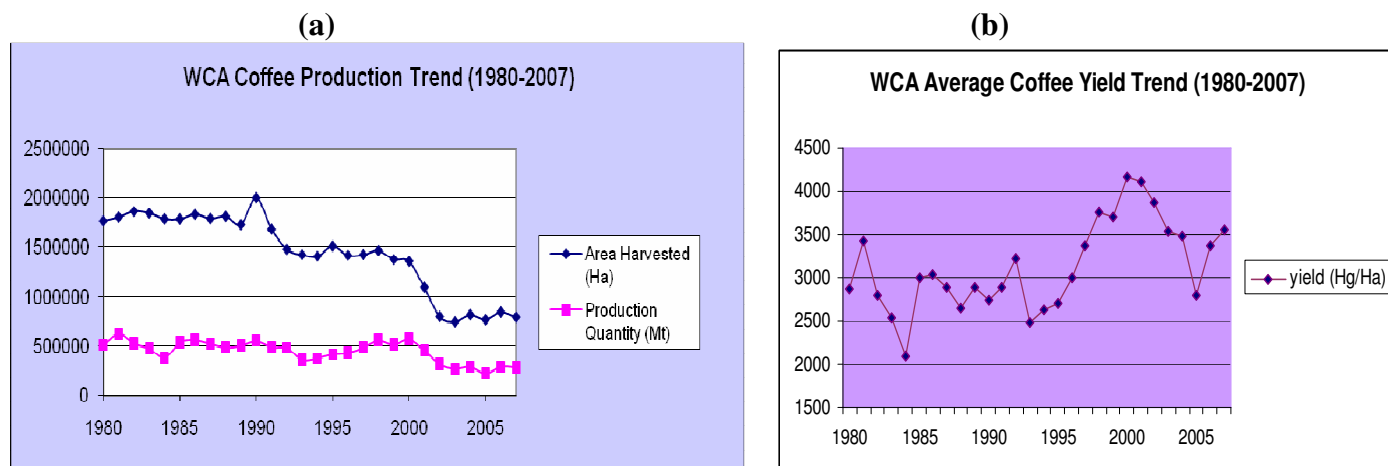 (a)
WCA Coffee Production Trend (1980-2007)
2500000
2000000
1500000
1000000
500000
0
1980 1985 1990 1995 2000 2005
Area Harvested
(Ha)
Production
Quantity (Mt)
(b)
WCA Average Coffee Yield Trend (1980-2007)
4500
4000
3500
3000
2500
2000
1500
1980 1985 1990 1995 2000 2005
yield (Hg/Ha)